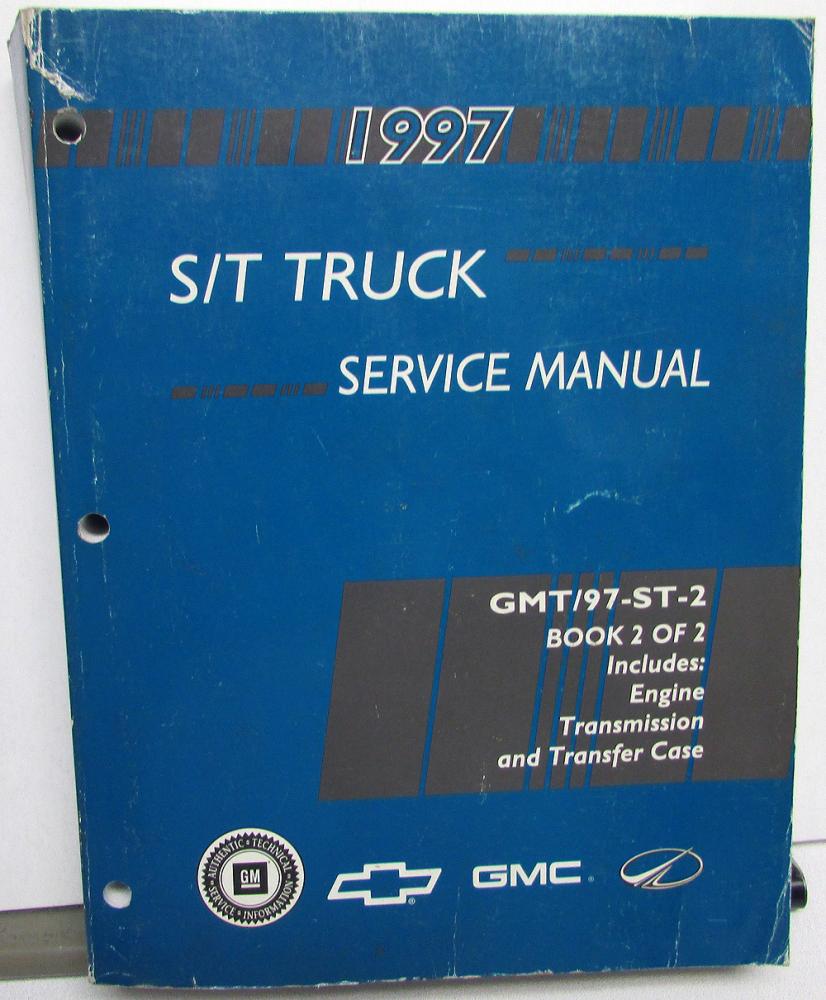 1997
S/T TRUCK
SERVICE MANUAL
GMT/97-ST-2
BOOK 2 OF 2
Includes:
Engine
Transmission
and Transfer Case
AUTHENTIC TECHNICAL
SERVICE INFORMATION
GM
GMC